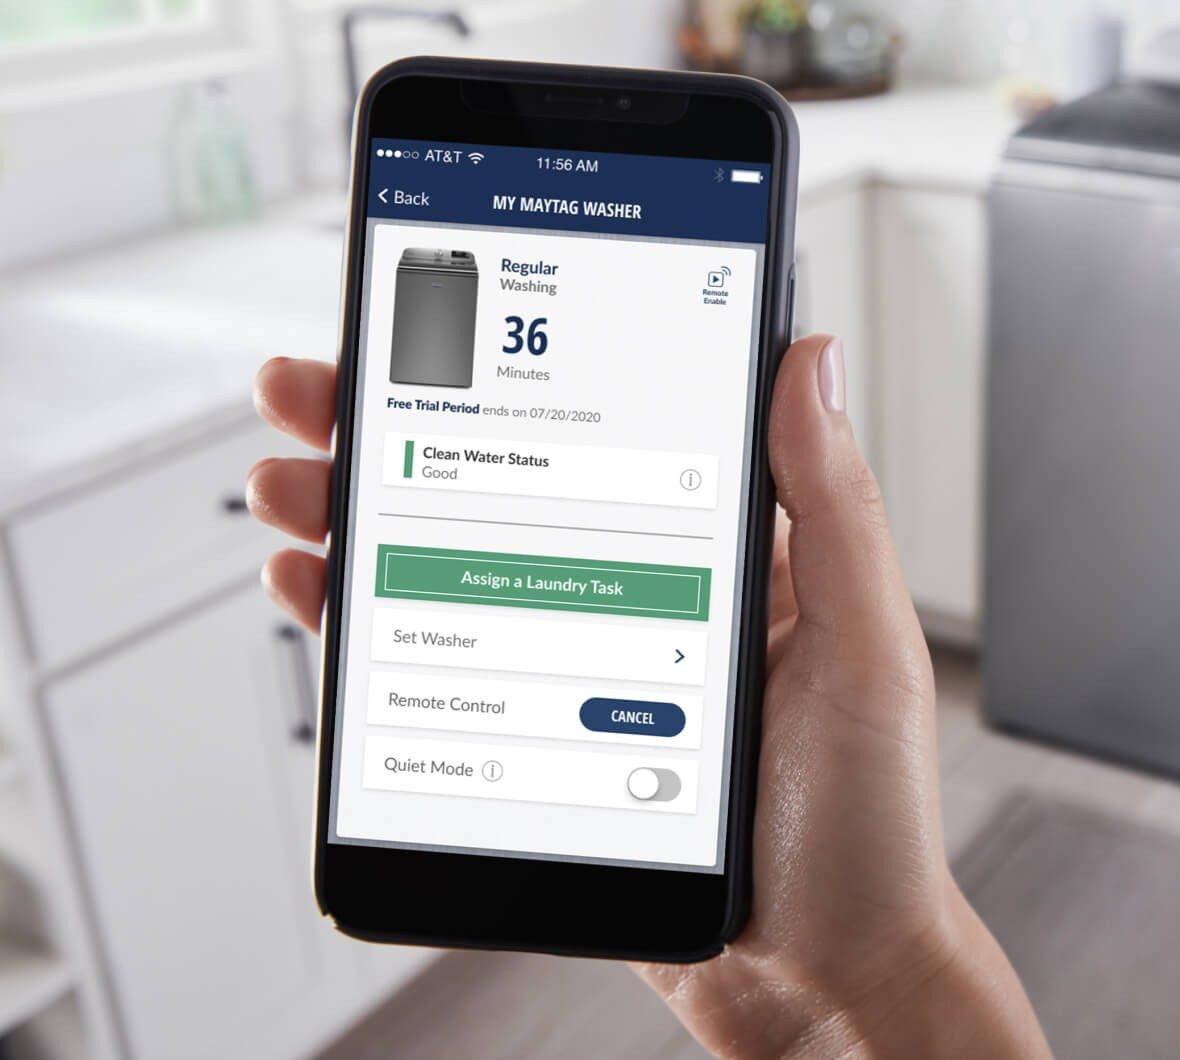 AT&T
11:56 AM
Back
MY MAYTAG WASHER
Regular
Washing
Remote
Enable
36
Minutes
Free Trial Period ends on 07/20/2020
Clean Water Status
Good
Assign a Laundry Task
Set Washer
Remote Control
CANCEL
Quiet Mode